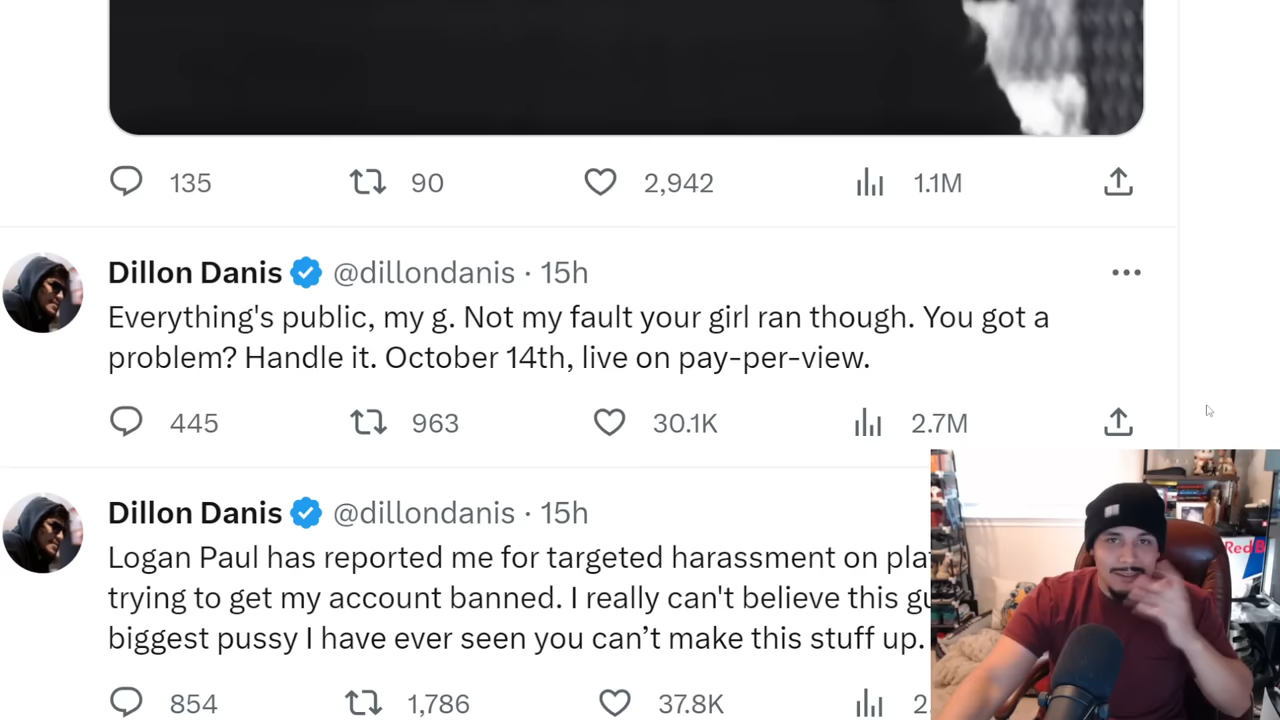 135 90 2,942 1.1M
Dillon Danis @dillondanis · 15h
Everything's public, my g. Not my fault your girl ran though. You got a
problem? Handle it. October 14th, live on pay-per-view.
445 963 30.1K 2.7M
Dillon Danis @dillondanis · 15h
Logan Paul has reported me for targeted harassment on
trying to get my account banned. I really can't believe this
biggest pussy I have ever seen you can’t make this stuff up.
854 1,786 37.8K
Red